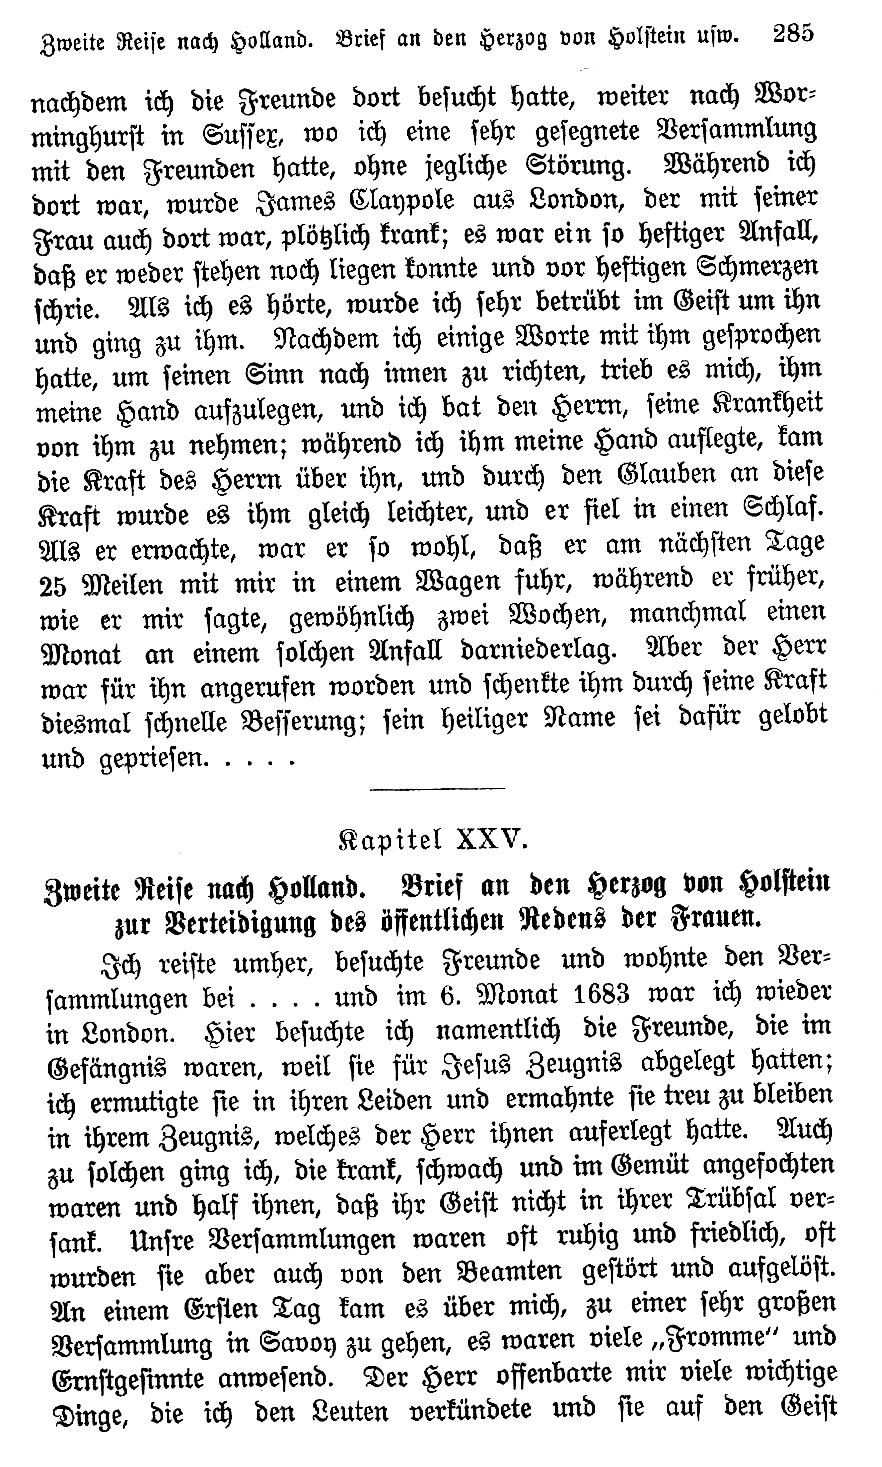 Zweite Reise nach Holland. Brief an den Herzog von Holstein usw. 285
nachdem ich die Freunde dort besucht hatte, weiter nach Wor-
minghurst in Sussex, wo ich eine sehr gesegnete Versammlung
mit den Freunden hatte, ohne jegliche Störung. Während ich
dort war, wurde James Claypole aus London, der mit seiner
Frau auch dort war, plötzlich krank; es war ein so heftiger Anfall,
daß er weder stehen noch liegen konnte und vor heftigen Schmerzen
schrie. Als ich es hörte, wurde ich sehr betrübt im Geist um ihn
und ging zu ihm. Nachdem ich einige Worte mit ihm gesprochen
hatte, um seinen Sinn nach innen zu richten, trieb es mich, ihm
meine Hand aufzulegen, und ich bat den Herrn, seine Krankheit
von ihm zu nehmen; während ich ihm meine Hand auflegte, kam
die Kraft des Herrn über ihn, und durch den Glauben an diese
Kraft wurde es ihm gleich leichter, und er fiel in einen Schlaf.
Als er erwachte, war er so wohl, daß er am nächsten Tage
25 Meilen mit mir in einem Wagen fuhr, während er früher,
wie er mir sagte, gewöhnlich zwei Wochen, manchmal einen
Monat an einem solchen Anfall darniederlag. Aber der Herr
war für ihn angerufen worden und schenkte ihm durch seine Kraft
diesmal schnelle Besserung; sein heiliger Name sei dafür gelobt
und gepriesen. . . . .
Kapitel XXV.
Zweite Reise nach Holland. Brief an den Herzog von Holstein
zur Verteidigung des öffentlichen Redens der Frauen.
Ich reiste umher, besuchte Freunde und wohnte den Ver-
sammlungen bei . . . . und im 6. Monat 1683 war ich wieder
in London. Hier besuchte ich namentlich die Freunde, die im
Gefängnis waren, weil sie für Jesus Zeugnis abgelegt hatten;
ich ermutigte sie in ihren Leiden und ermahnte sie treu zu bleiben
in ihrem Zeugnis, welches der Herr ihnen auferlegt hatte. Auch
zu solchen ging ich, die krank, schwach und im Gemüt angefochten
waren und half ihnen, daß ihr Geist nicht in ihrer Trübsal ver-
sank. Unsre Versammlungen waren oft ruhig und friedlich, oft
wurden sie aber auch von den Beamten gestört und aufgelöst.
An einem Ersten Tag kam es über mich, zu einer sehr großen
Versammlung in Savoy zu gehen, es waren viele „Fromme“ und
Ernstgesinnte anwesend. Der Herr offenbarte mir viele wichtige
Dinge, die ich den Leuten verkündete und sie auf den Geist